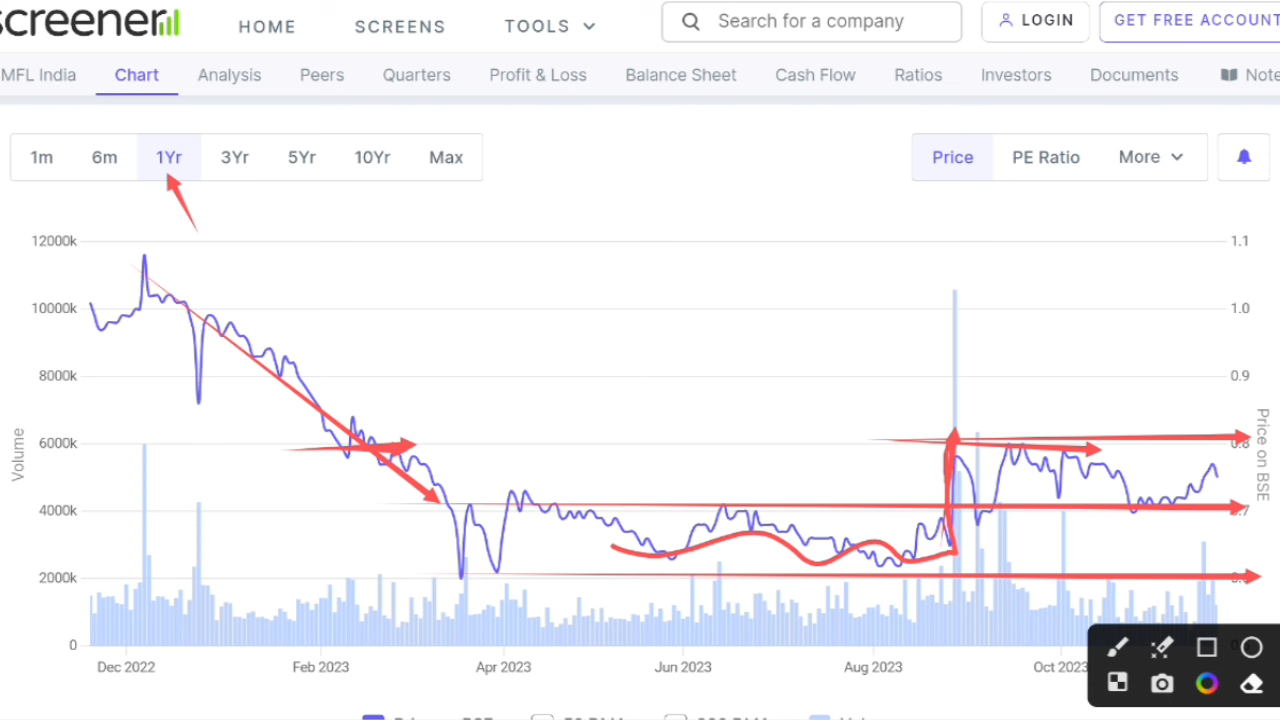 screener
HOME SCREENS TOOLS
Search for a company
LOGIN
GET FREE ACCOUNT
MFL India Chart Analysis Peers Quarters Profit & Loss Balance Sheet Cash Flow Ratios Investors Documents Note
1m 6m 1Yr 3Yr 5Yr 10Yr Max
Price PE Ratio More
12000k 1.1
10000k 1.0
8000k 0.9
6000k 0.8
4000k
2000k
0
Volume
Price on BSE
Dec 2022 Feb 2023 Apr 2023 Jun 2023 Aug 2023 Oct 2023